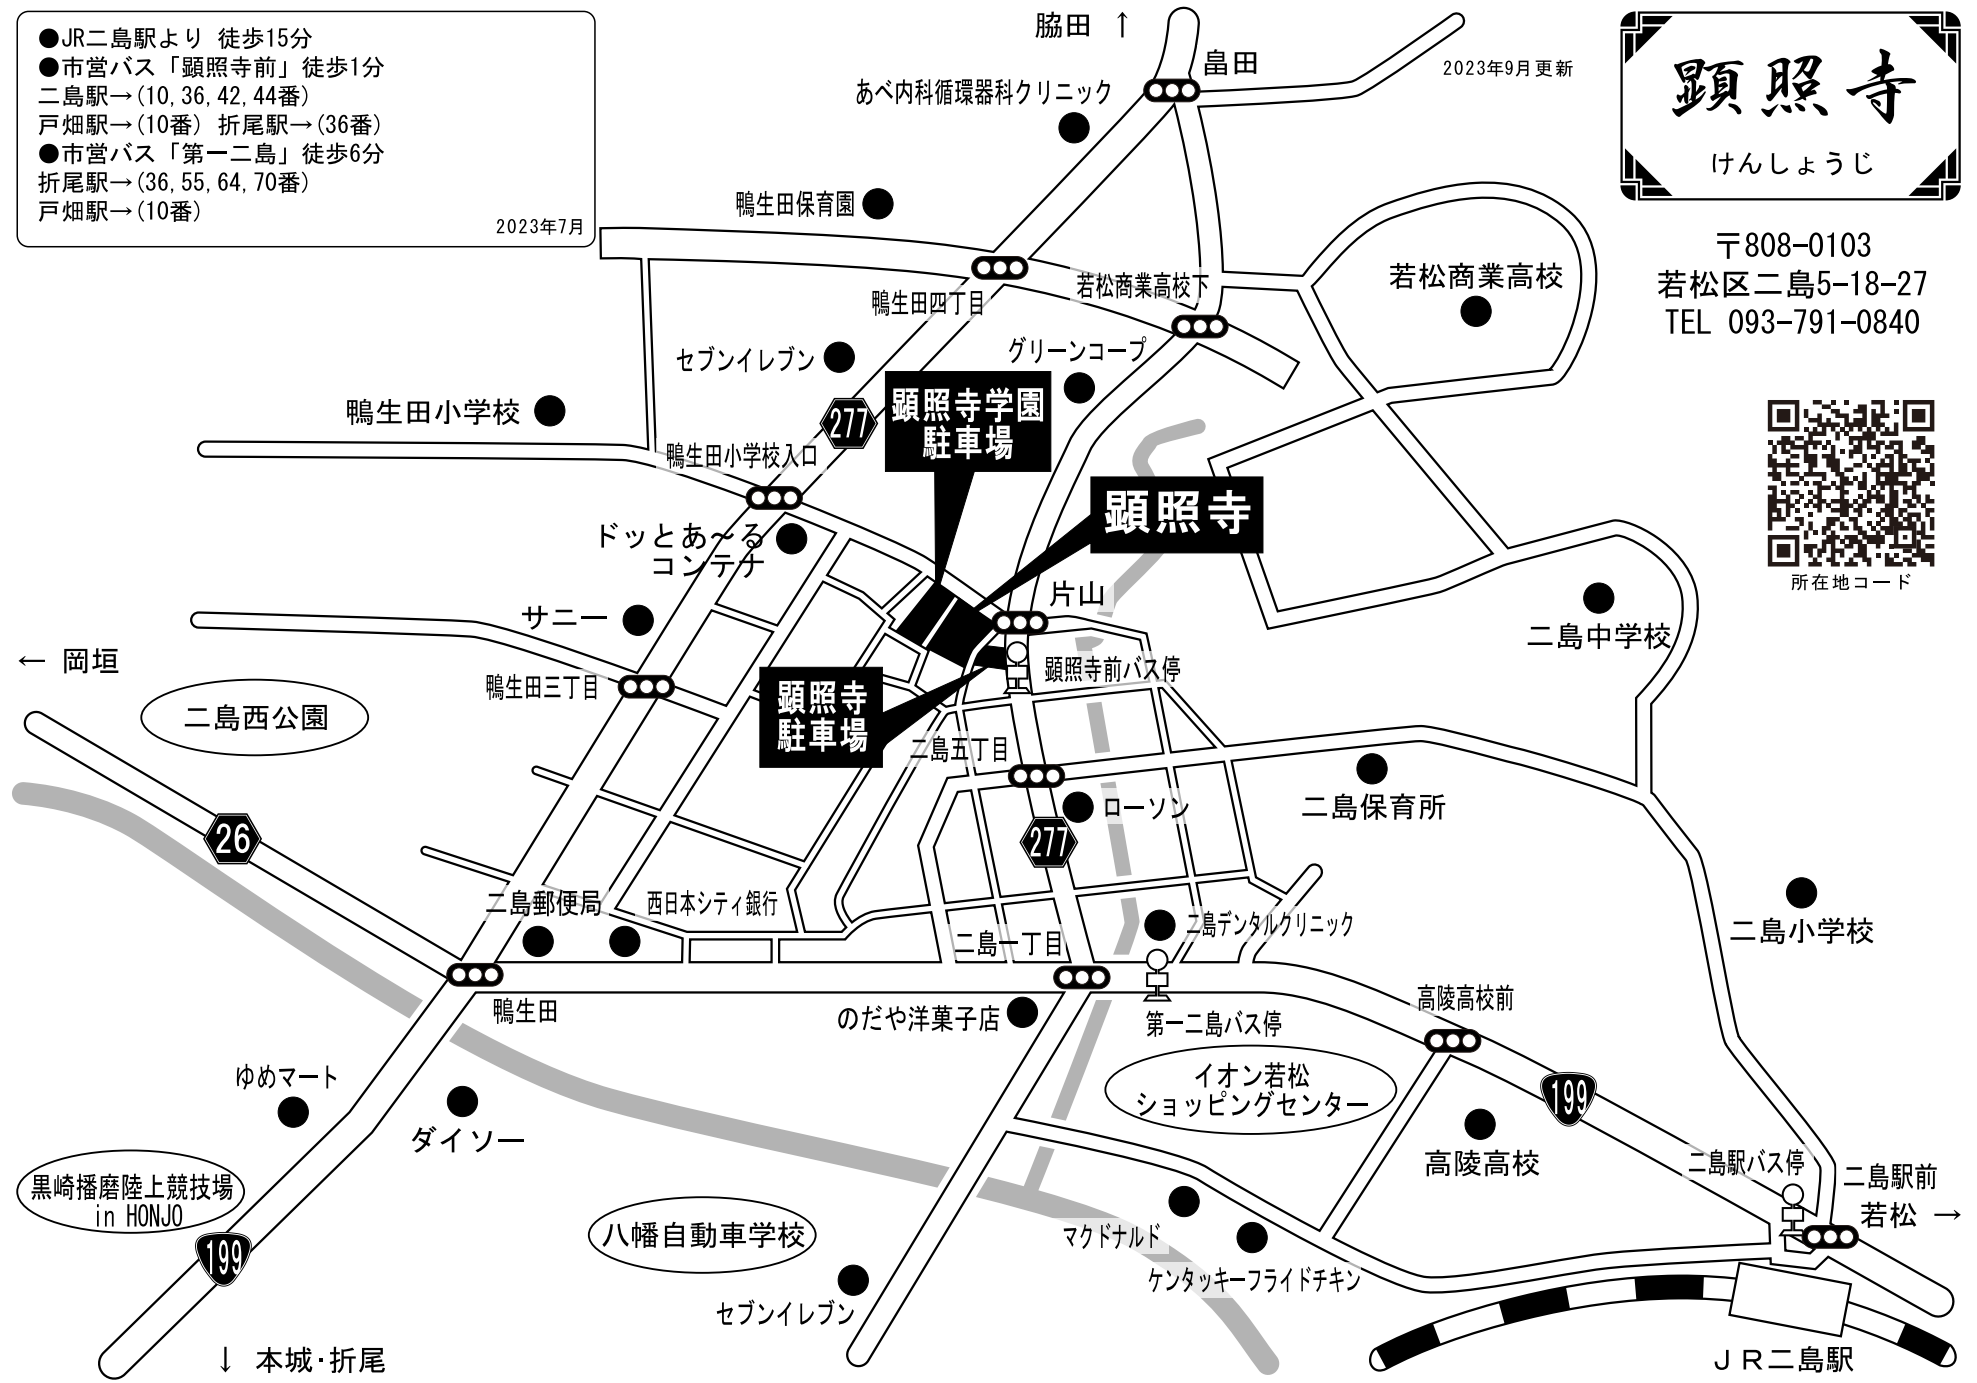 ●JR二島駅より 徒歩15分
●市営バス「顕照寺前」徒歩1分
二島駅→(10,36,42,44番)
戸畑駅→(10番) 折尾駅→(36番)
●市営バス「第一二島」徒歩6分
折尾駅→(36,55,64,70番)
戸畑駅→(10番)
2023年7月
脇田 ↑
畠田
2023年9月更新
顕照寺
けんしょうじ
〒808-0103
若松区二島5-18-27
TEL 093-791-0840
所在地コード
あべ内科循環器科クリニック
鴨生田保育園
鴨生田四丁目
若松商業高校下
若松商業高校
セブンイレブン
グリーンコープ
277
顕照寺学園
駐車場
鴨生田小学校
鴨生田小学校入口
顕照寺
ドッとあ〜る
コンテナ
片山
サニー
二島中学校
← 岡垣
鴨生田三丁目
顕照寺前バス停
顕照寺
駐車場
二島西公園
二島五丁目
ローソン
二島保育所
26
277
二島郵便局
西日本シティ銀行
二島一丁目
二島デンタルクリニック
二島小学校
鴨生田
のだや洋菓子店
第一二島バス停
高陵高校前
ゆめマート
ダイソー
イオン若松
ショッピングセンター
199
高陵高校
二島駅バス停
二島駅前
若松 →
黒崎播磨陸上競技場
in HONJO
199
八幡自動車学校
マクドナルド
ケンタッキーフライドチキン
セブンイレブン
↓ 本城・折尾
JR二島駅